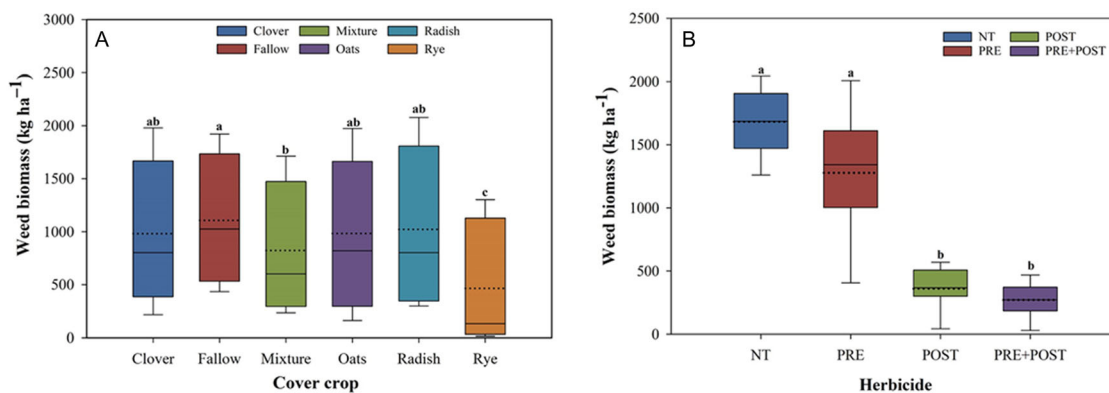 A
Clover Mixture Radish
Fallow Oats Rye
Weed biomass (kg ha⁻¹)
3000
2500
2000
1500
1000
500
0
ab a b ab ab c
Clover Fallow Mixture Oats Radish Rye
Cover crop
B
NT POST
PRE PRE+POST
Weed biomass (kg ha⁻¹)
2500
2000
1500
1000
500
0
a a b b
NT PRE POST PRE+POST
Herbicide